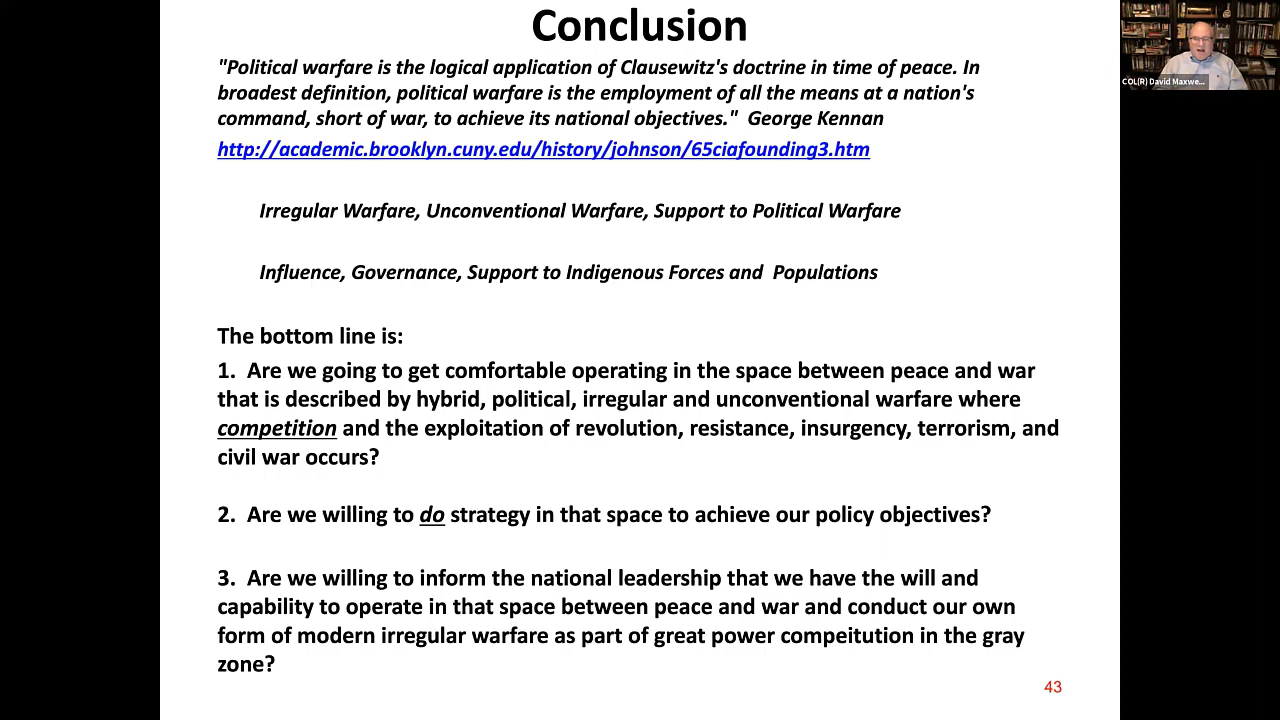 Conclusion
"Political warfare is the logical application of Clausewitz's doctrine in time of peace. In
broadest definition, political warfare is the employment of all the means at a nation's
command, short of war, to achieve its national objectives." George Kennan
http://academic.brooklyn.cuny.edu/history/johnson/65ciafounding3.htm
Irregular Warfare, Unconventional Warfare, Support to Political Warfare
Influence, Governance, Support to Indigenous Forces and Populations
The bottom line is:
1. Are we going to get comfortable operating in the space between peace and war
that is described by hybrid, political, irregular and unconventional warfare where
competition and the exploitation of revolution, resistance, insurgency, terrorism, and
civil war occurs?
2. Are we willing to do strategy in that space to achieve our policy objectives?
3. Are we willing to inform the national leadership that we have the will and
capability to operate in that space between peace and war and conduct our own
form of modern irregular warfare as part of great power compeitution in the gray
zone?
43
COL(R) David Maxwe...